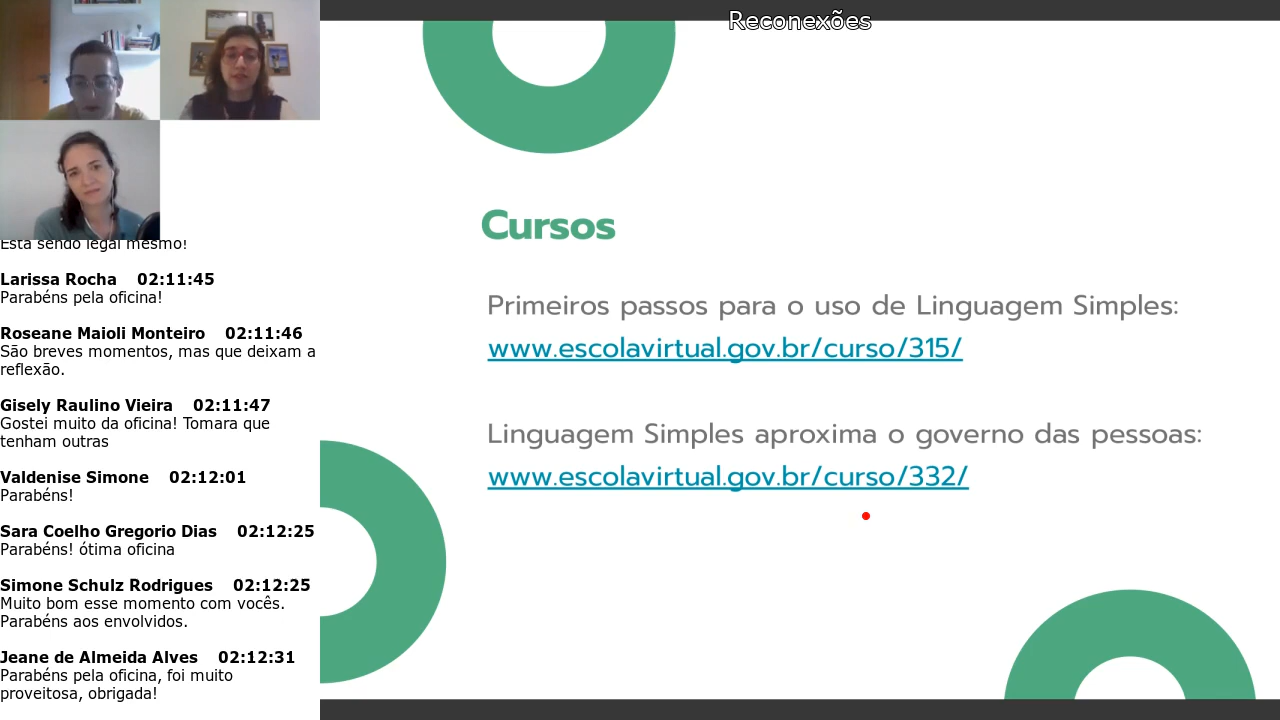 Reconexões
Está sendo legal mesmo!
Larissa Rocha 02:11:45
Parabéns pela oficina!
Roseane Maioli Monteiro 02:11:46
São breves momentos, mas que deixam a
reflexão.
Gisely Raulino Vieira 02:11:47
Gostei muito da oficina! Tomara que
tenham outras
Valdenise Simone 02:12:01
Parabéns!
Sara Coelho Gregorio Dias 02:12:25
Parabéns! ótima oficina
Simone Schulz Rodrigues 02:12:25
Muito bom esse momento com vocês.
Parabéns aos envolvidos.
Jeane de Almeida Alves 02:12:31
Parabéns pela oficina, foi muito
proveitosa, obrigada!
Cursos
Primeiros passos para o uso de Linguagem Simples:
www.escolavirtual.gov.br/curso/315/
Linguagem Simples aproxima o governo das pessoas:
www.escolavirtual.gov.br/curso/332/